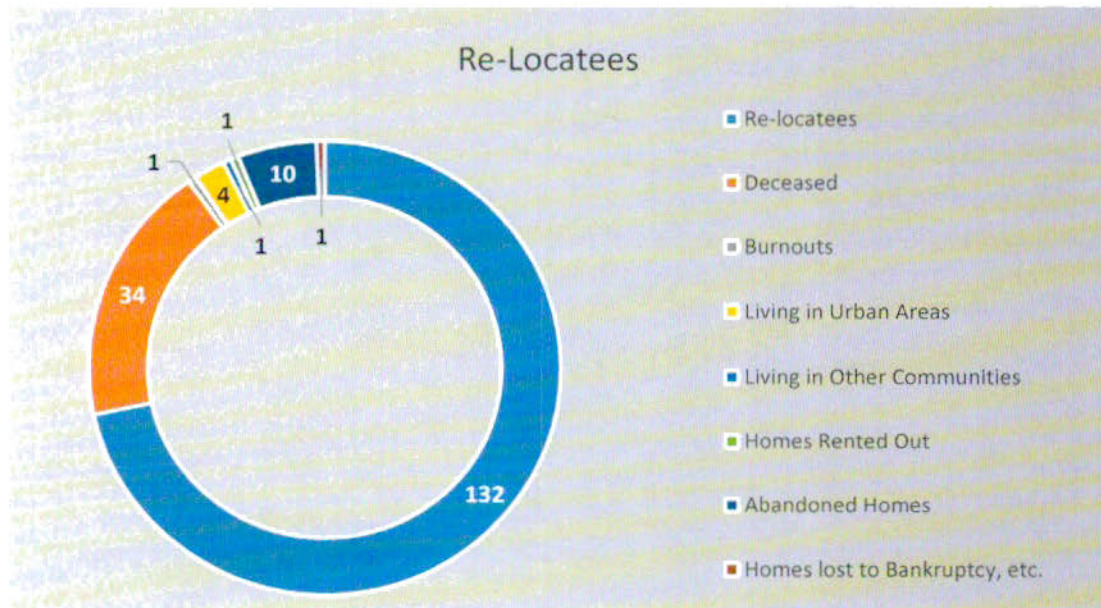 Re-Locatees
1
1
4
10
1
1
34
132
Re-locatees
Deceased
Burnouts
Living in Urban Areas
Living in Other Communities
Homes Rented Out
Abandoned Homes
Homes lost to Bankruptcy, etc.